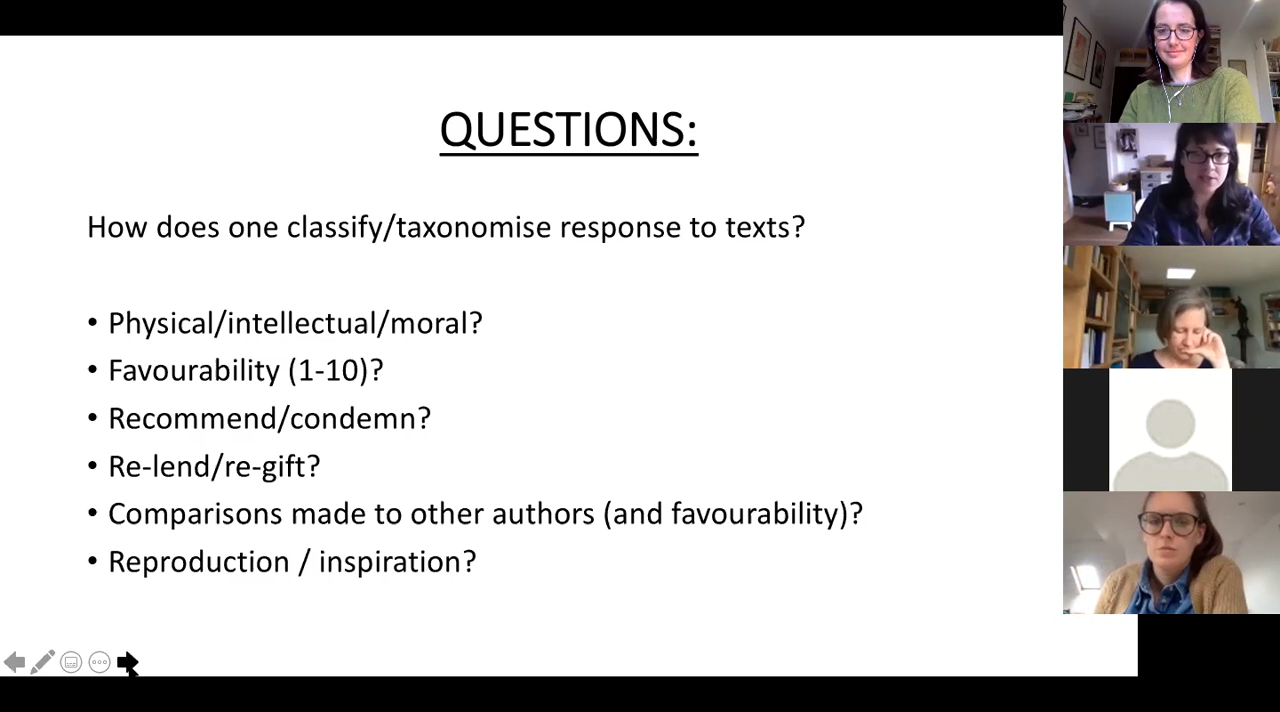 QUESTIONS:
How does one classify/taxonomise response to texts?
• Physical/intellectual/moral?
• Favourability (1-10)?
• Recommend/condemn?
• Re-lend/re-gift?
• Comparisons made to other authors (and favourability)?
• Reproduction / inspiration?